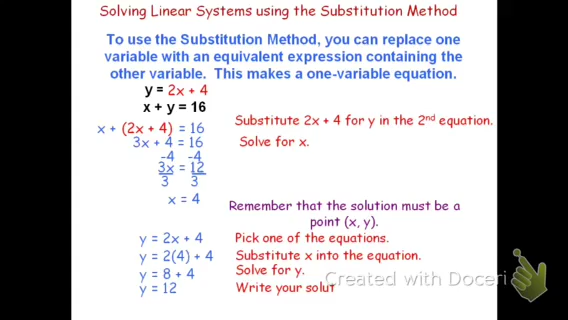 Solving Linear Systems using the Substitution Method
To use the Substitution Method, you can replace one
variable with an equivalent expression containing the
other variable. This makes a one-variable equation.
y = 2x + 4
x + y = 16
Substitute 2x + 4 for y in the 2nd equation.
x + (2x + 4) = 16
3x + 4 = 16 Solve for x.
-4 -4
3x = 12
3 3
x = 4
Remember that the solution must be a
point (x, y).
y = 2x + 4 Pick one of the equations.
y = 2(4) + 4 Substitute x into the equation.
y = 8 + 4 Solve for y.
y = 12 Write your solut
Created with Doceri